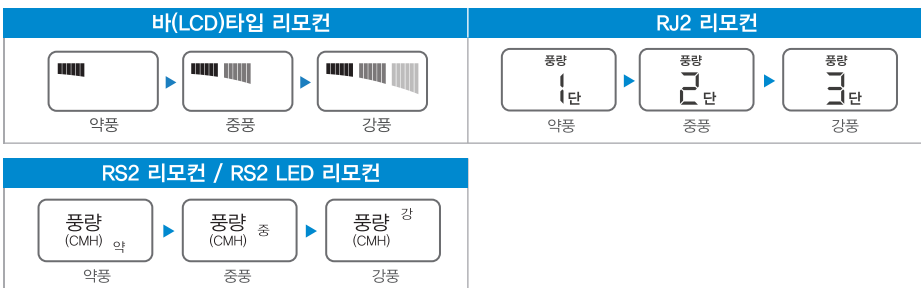 바(LCD)타입 리모컨
약풍
중풍
강풍
RJ2 리모컨
풍량
1단
약풍
풍량
2단
중풍
풍량
3단
강풍
RS2 리모컨 / RS2 LED 리모컨
풍량
(CMH) 약
약풍
풍량 중
(CMH)
중풍
풍량 강
(CMH)
강풍